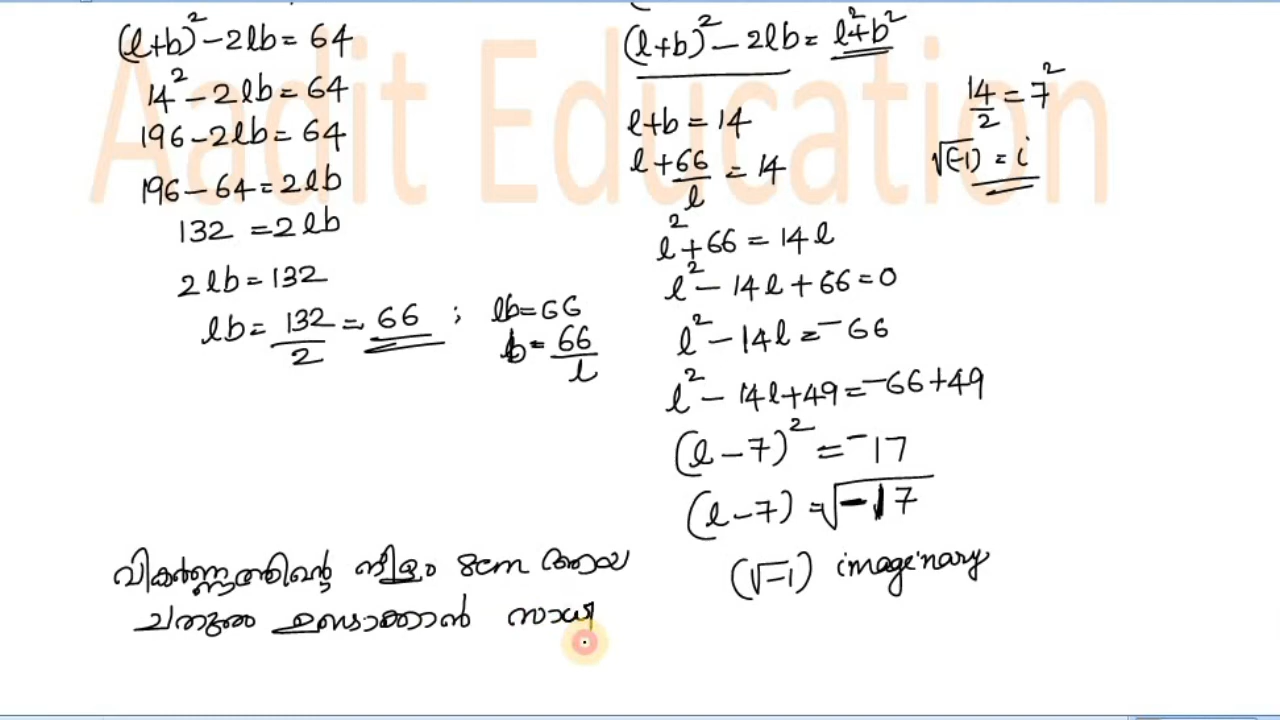 (l+b)² - 2lb = 64
14² - 2lb = 64
196 - 2lb = 64
196 - 64 = 2lb
132 = 2lb
2lb = 132
lb = 132/2 = 66 ; lb = 66
b = 66/l
(l+b)² - 2lb = l² + b²
l+b = 14
l + 66/l = 14
l² + 66 = 14l
l² - 14l + 66 = 0
l² - 14l = -66
l² - 14l + 49 = -66 + 49
(l - 7)² = -17
(l - 7) = √-17
(√-1) imaginary
14/2 = 7²
√(-1) = i
വികർണ്ണത്തിന്റെ നീളം 8cm ആയ
ചതുരം ഉണ്ടാക്കാൻ സാധി
Aadit Education